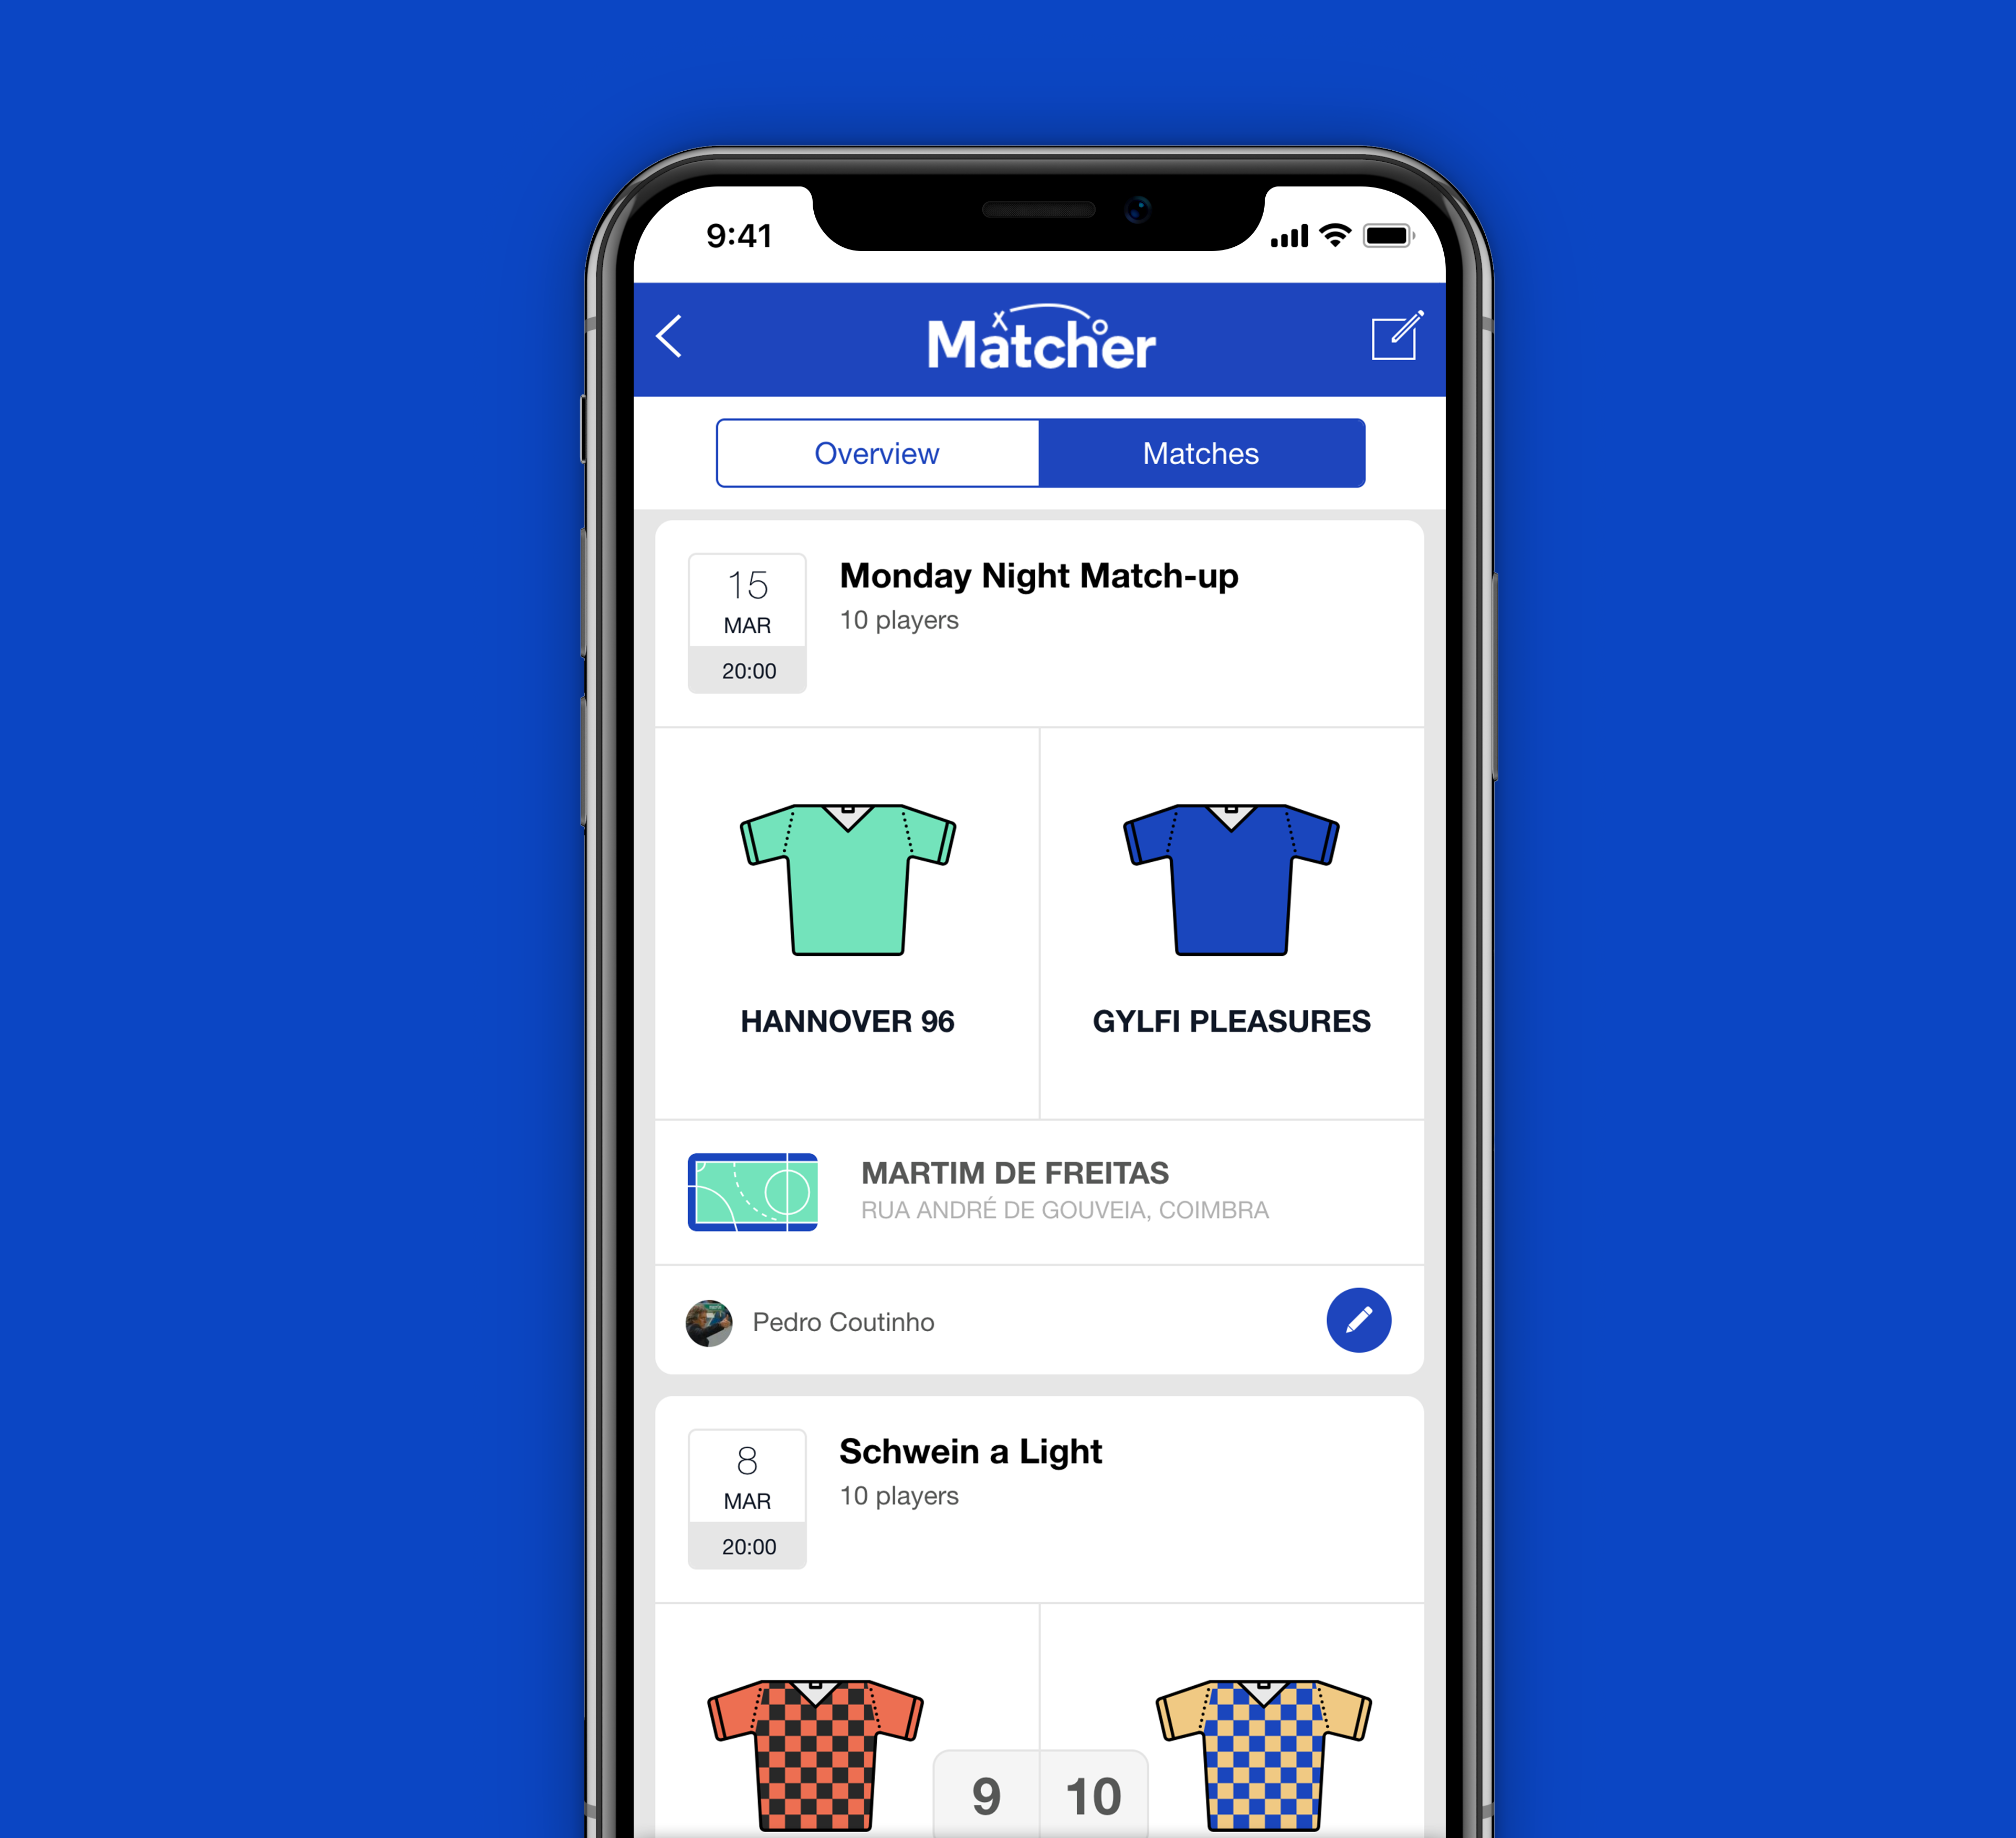 9:41
Matcher
Overview
Matches
15
MAR
20:00
Monday Night Match-up
10 players
HANNOVER 96
GYLFI PLEASURES
MARTIM DE FREITAS
RUA ANDRÉ DE GOUVEIA, COIMBRA
Pedro Coutinho
8
MAR
20:00
Schwein a Light
10 players
9
10